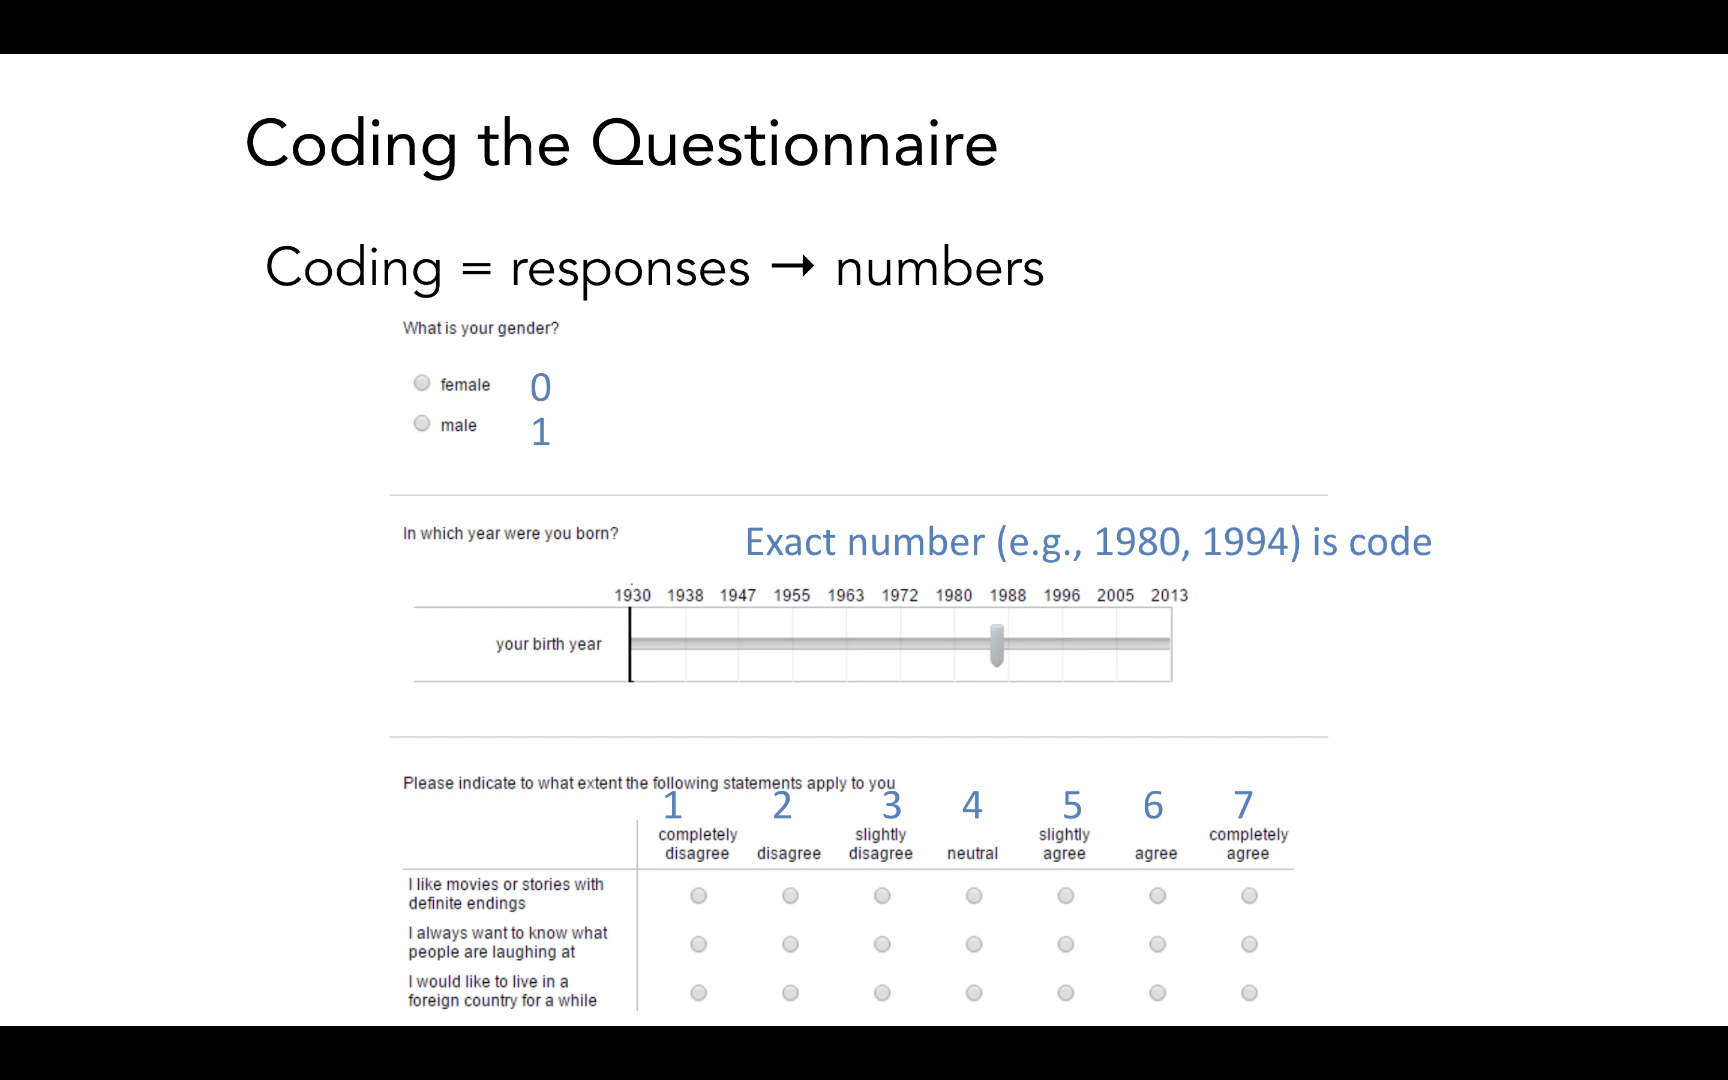 Coding the Questionnaire
Coding = responses → numbers
What is your gender?
female 0
male 1
In which year were you born?
Exact number (e.g., 1980, 1994) is code
1930 1938 1947 1955 1963 1972 1980 1988 1996 2005 2013
your birth year
Please indicate to what extent the following statements apply to you
1 2 3 4 5 6 7
completely disagree
disagree
slightly disagree
neutral
slightly agree
agree
completely agree
I like movies or stories with
definite endings
I always want to know what
people are laughing at
I would like to live in a
foreign country for a while